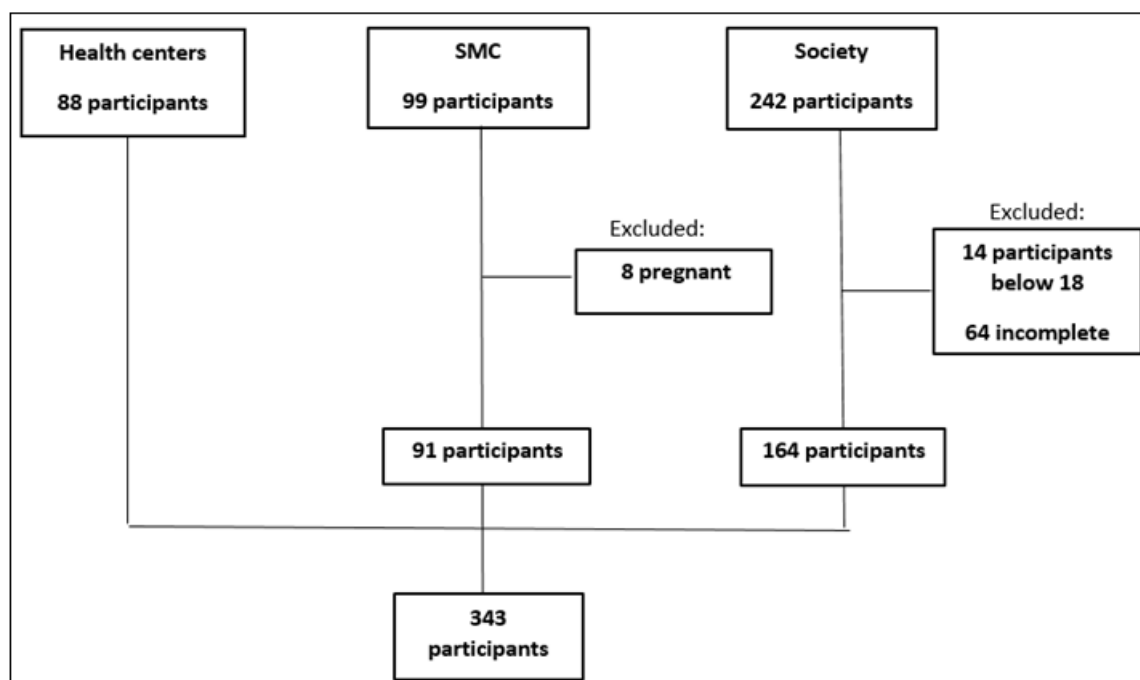 Health centers
88 participants
SMC
99 participants
Society
242 participants
Excluded:
8 pregnant
Excluded:
14 participants
below 18
64 incomplete
91 participants
164 participants
343
participants